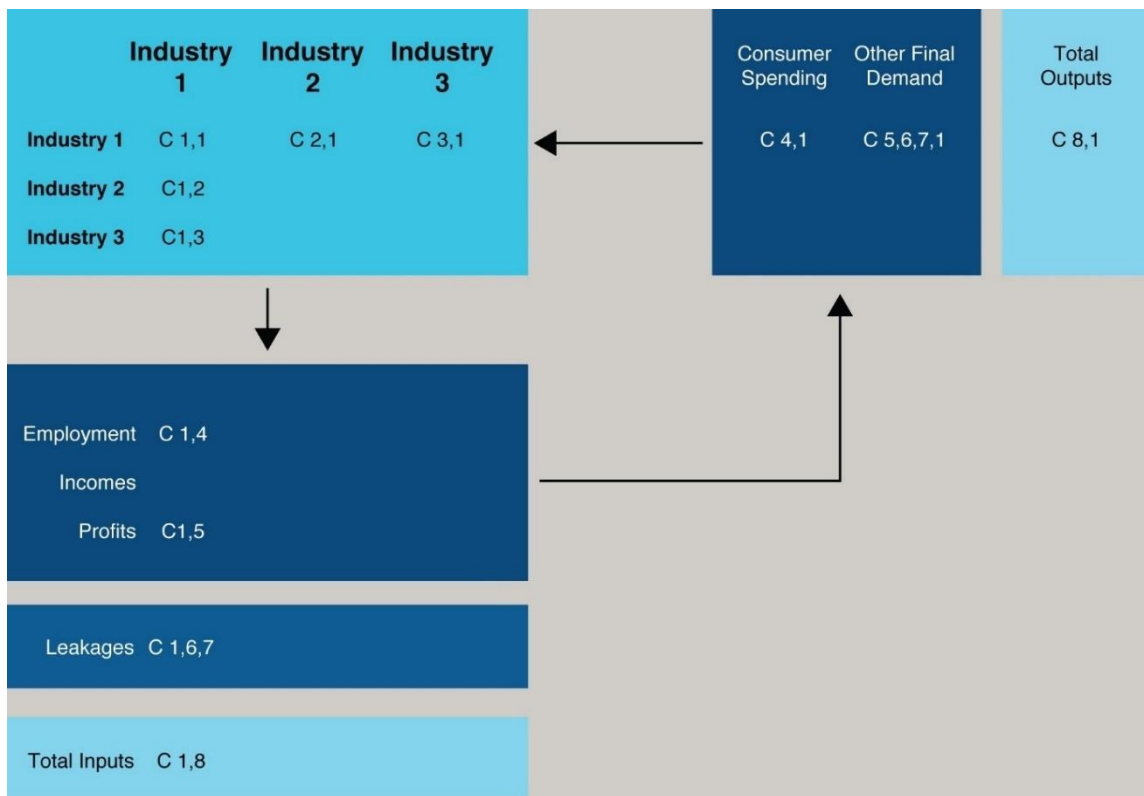 Industry 1 Industry 2 Industry 3
Consumer Spending Other Final Demand
Total Outputs
Industry 1 C 1,1 C 2,1 C 3,1 C 4,1 C 5,6,7,1 C 8,1
Industry 2 C1,2
Industry 3 C1,3
Employment C 1,4
Incomes
Profits C1,5
Leakages C 1,6,7
Total Inputs C 1,8